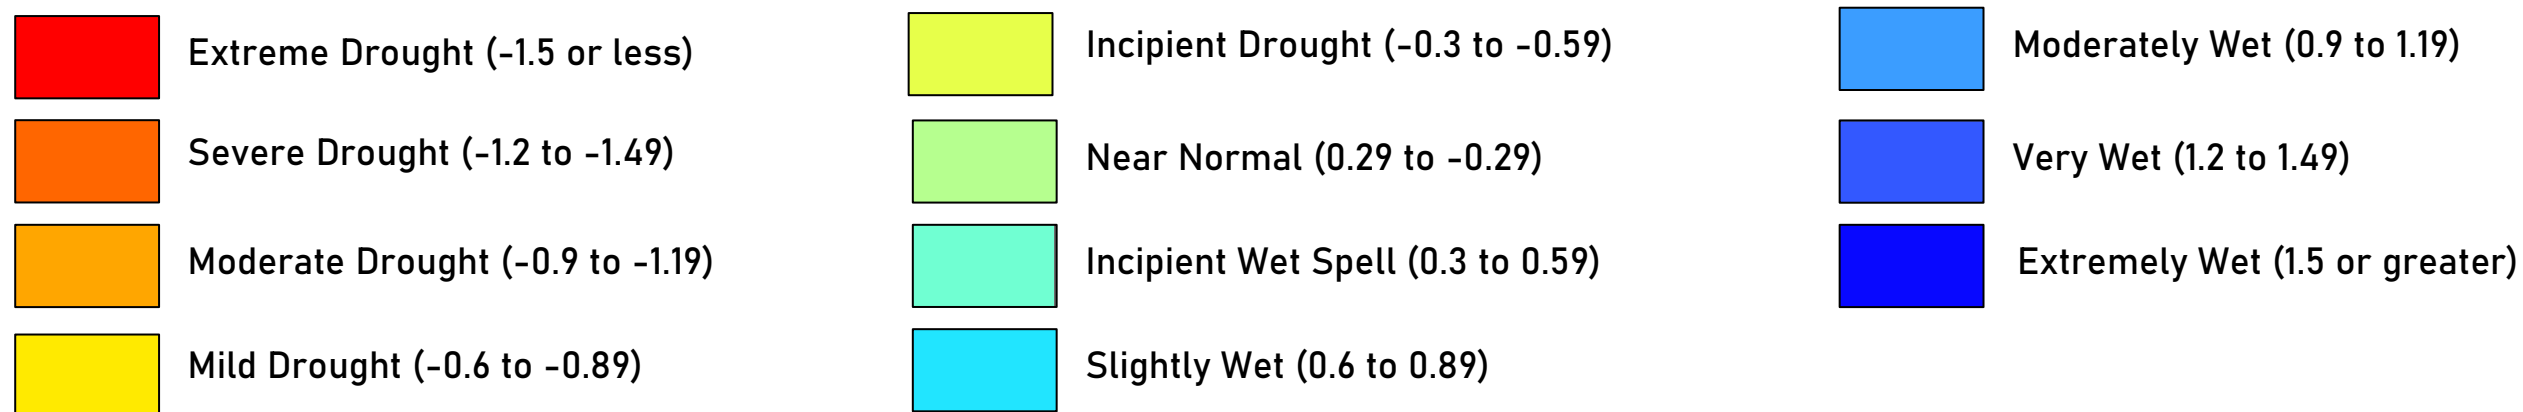 Extreme Drought (-1.5 or less)
Severe Drought (-1.2 to -1.49)
Moderate Drought (-0.9 to -1.19)
Mild Drought (-0.6 to -0.89)
Incipient Drought (-0.3 to -0.59)
Near Normal (0.29 to -0.29)
Incipient Wet Spell (0.3 to 0.59)
Slightly Wet (0.6 to 0.89)
Moderately Wet (0.9 to 1.19)
Very Wet (1.2 to 1.49)
Extremely Wet (1.5 or greater)